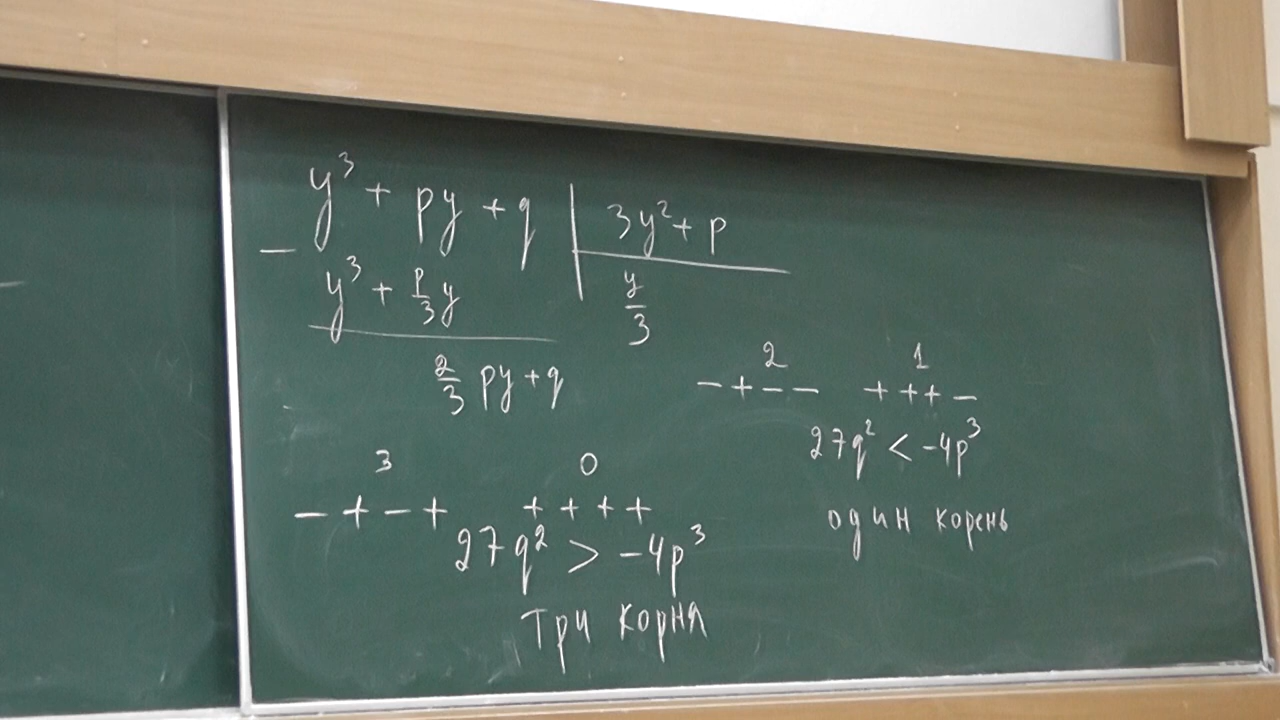 y³ + py + q | 3y² + p
− y³ + p/3 y | y/3
2/3 py + q
3 0
− + − + + + + +
27q² > −4p³
три корня
2 1
− + − − + + + −
27q² < −4p³
один корень